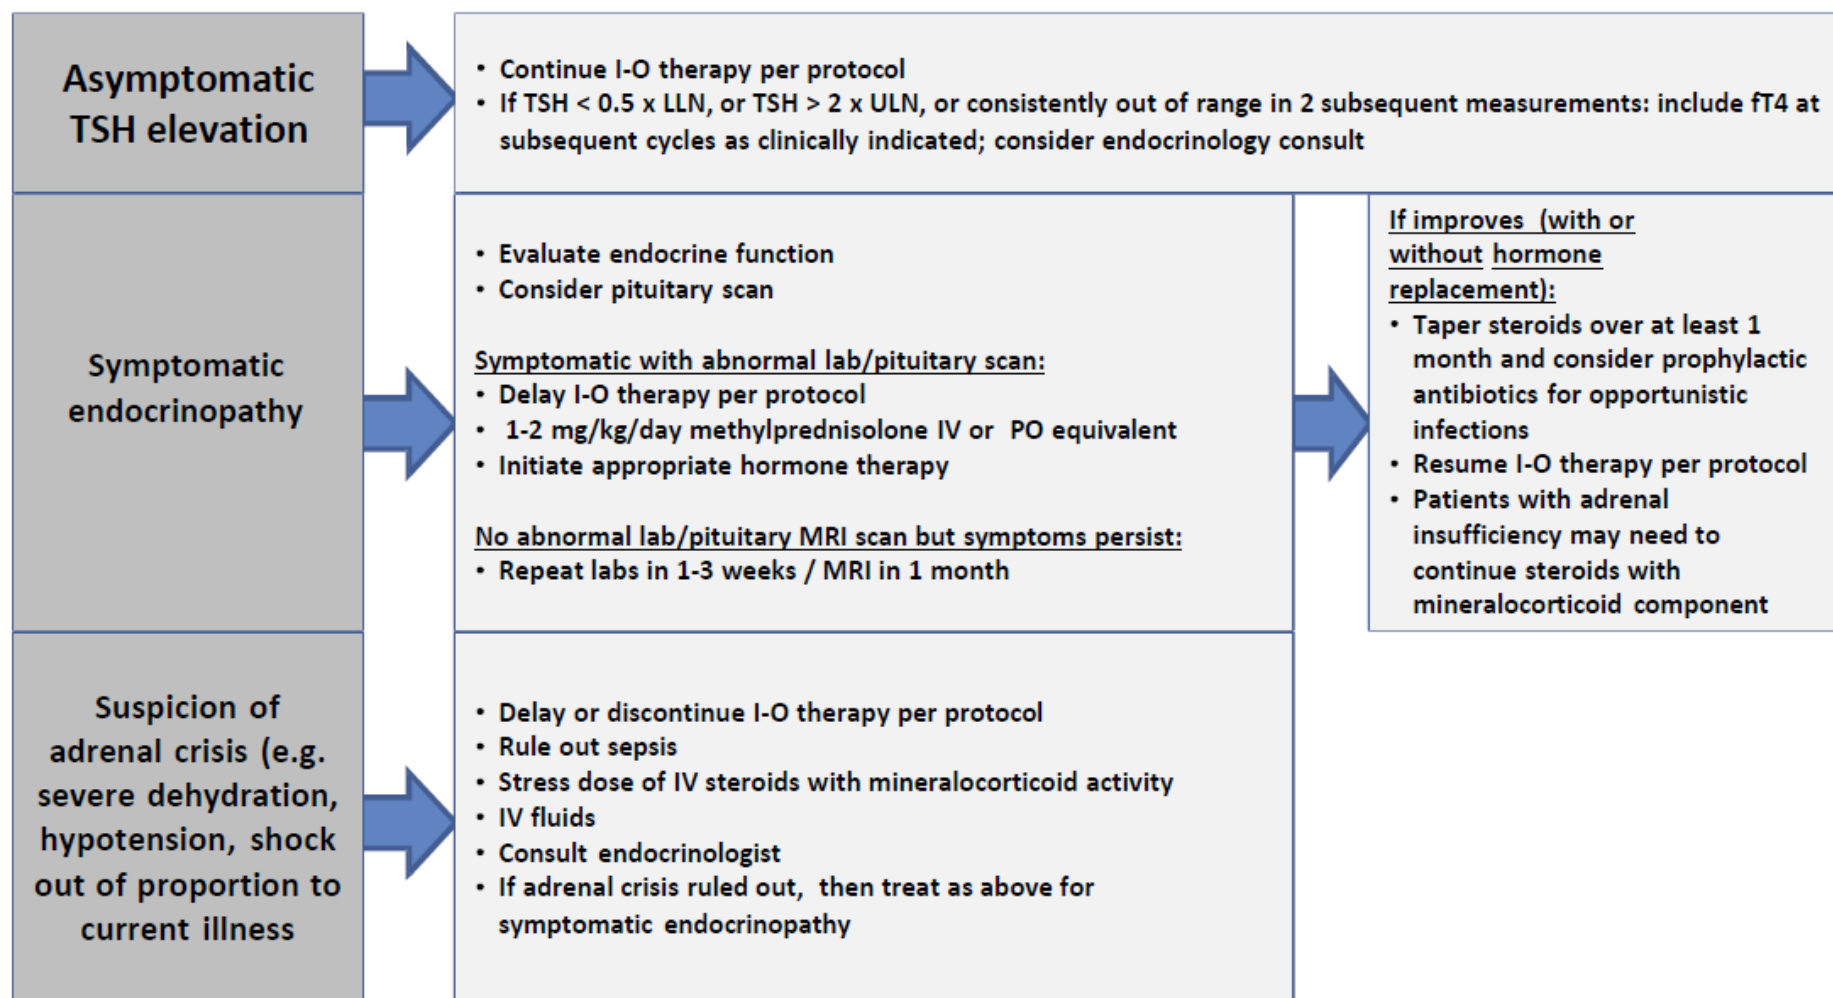 Asymptomatic
TSH elevation
• Continue I-O therapy per protocol
• If TSH < 0.5 x LLN, or TSH > 2 x ULN, or consistently out of range in 2 subsequent measurements: include fT4 at
subsequent cycles as clinically indicated; consider endocrinology consult
Symptomatic
endocrinopathy
• Evaluate endocrine function
• Consider pituitary scan
Symptomatic with abnormal lab/pituitary scan:
• Delay I-O therapy per protocol
• 1-2 mg/kg/day methylprednisolone IV or PO equivalent
• Initiate appropriate hormone therapy
No abnormal lab/pituitary MRI scan but symptoms persist:
• Repeat labs in 1-3 weeks / MRI in 1 month
If improves (with or
without hormone
replacement):
• Taper steroids over at least 1
month and consider prophylactic
antibiotics for opportunistic
infections
• Resume I-O therapy per protocol
• Patients with adrenal
insufficiency may need to
continue steroids with
mineralocorticoid component
Suspicion of
adrenal crisis (e.g.
severe dehydration,
hypotension, shock
out of proportion to
current illness
• Delay or discontinue I-O therapy per protocol
• Rule out sepsis
• Stress dose of IV steroids with mineralocorticoid activity
• IV fluids
• Consult endocrinologist
• If adrenal crisis ruled out, then treat as above for
symptomatic endocrinopathy